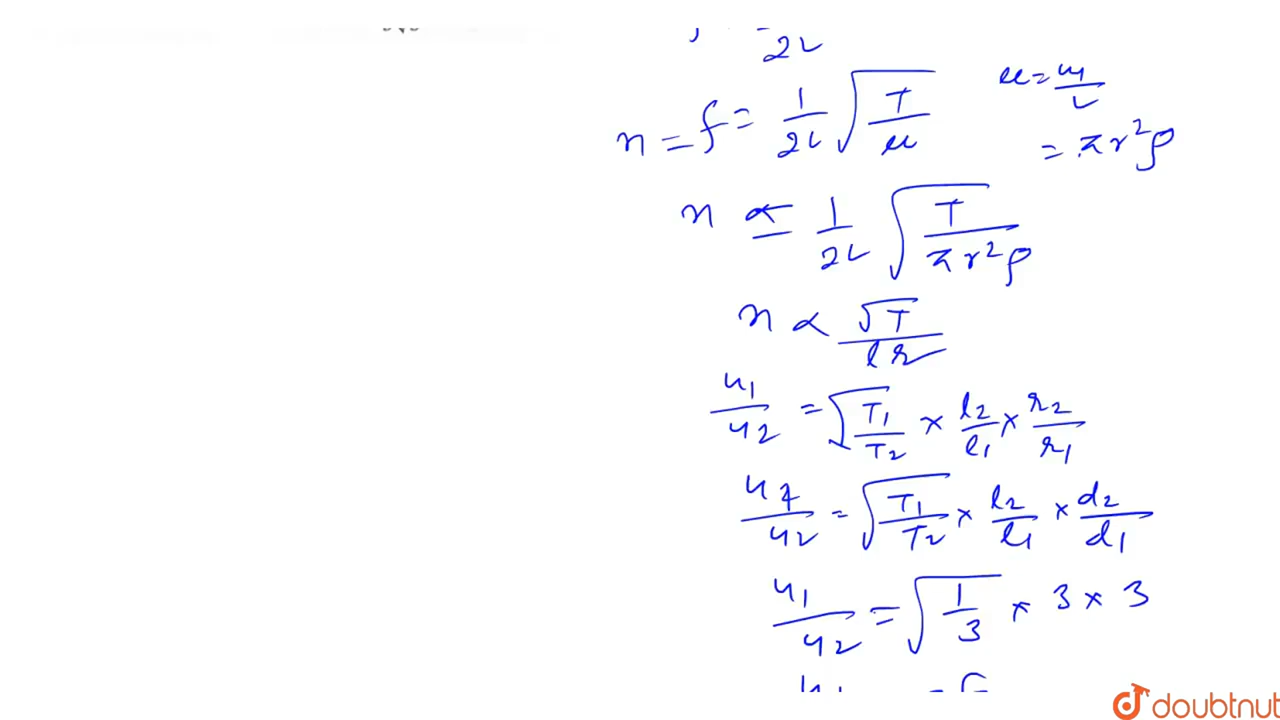 2L
n = f = 1/2L √T/μ μ = m/L
= πr²ρ
n ∝ 1/2L √T/πr²ρ
n ∝ √T/lr
n1/n2 = √T1/T2 × l2/l1 × r2/r1
n1/n2 = √T1/T2 × l2/l1 × d2/d1
n1/n2 = √1/3 × 3 × 3
doubtnut